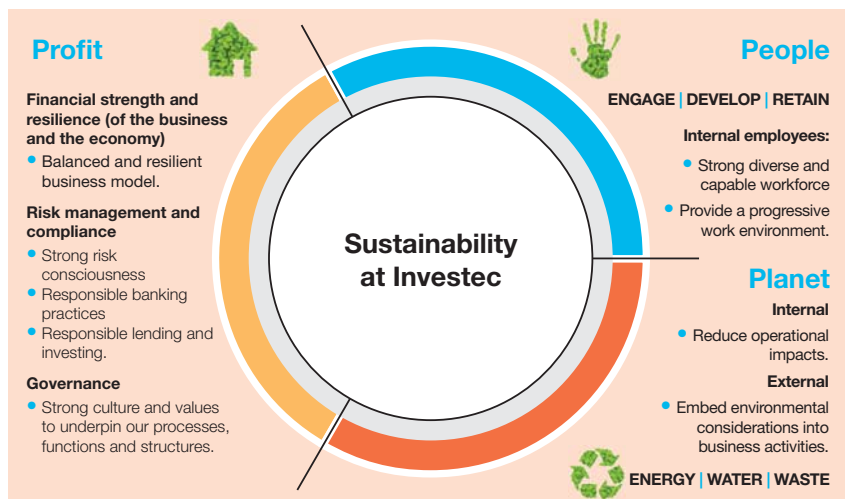 Profit
Financial strength and
resilience (of the business
and the economy)
• Balanced and resilient
business model.
Risk management and
compliance
• Strong risk
consciousness
• Responsible banking
practices
• Responsible lending and
investing.
Governance
• Strong culture and values
to underpin our processes,
functions and structures.
Sustainability
at Investec
People
ENGAGE | DEVELOP | RETAIN
Internal employees:
• Strong diverse and
capable workforce
• Provide a progressive
work environment.
Planet
Internal
• Reduce operational
impacts.
External
• Embed environmental
considerations into
business activities.
ENERGY | WATER | WASTE